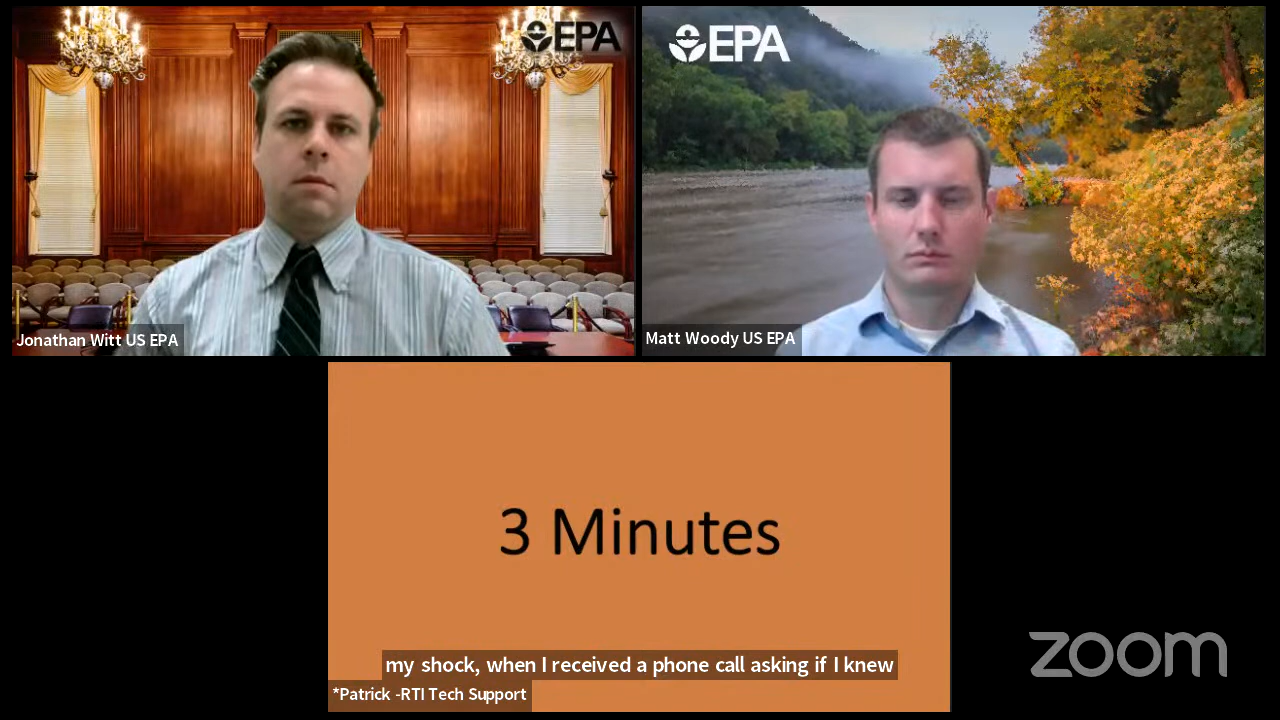 EPA
EPA
Jonathan Witt US EPA
Matt Woody US EPA
3 Minutes
my shock, when I received a phone call asking if I knew
*Patrick -RTI Tech Support
zoom